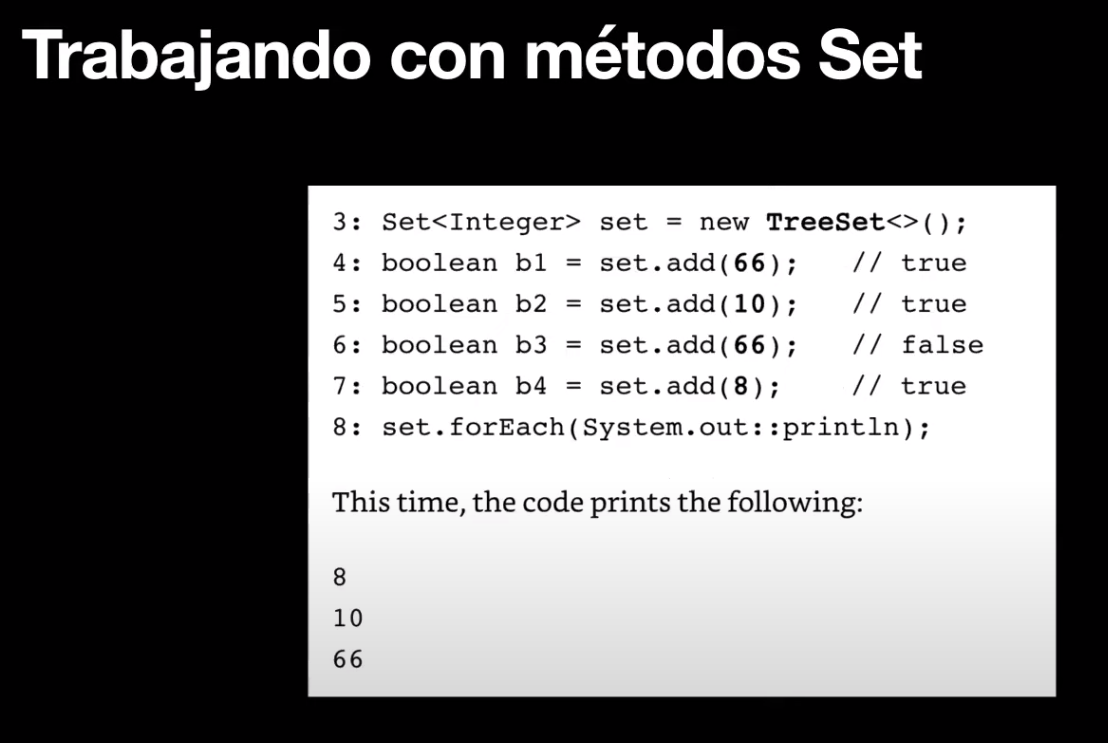 Trabajando con métodos Set
3: Set<Integer> set = new TreeSet<>();
4: boolean b1 = set.add(66);   // true
5: boolean b2 = set.add(10);   // true
6: boolean b3 = set.add(66);   // false
7: boolean b4 = set.add(8);    // true
8: set.forEach(System.out::println);
This time, the code prints the following:
8
10
66